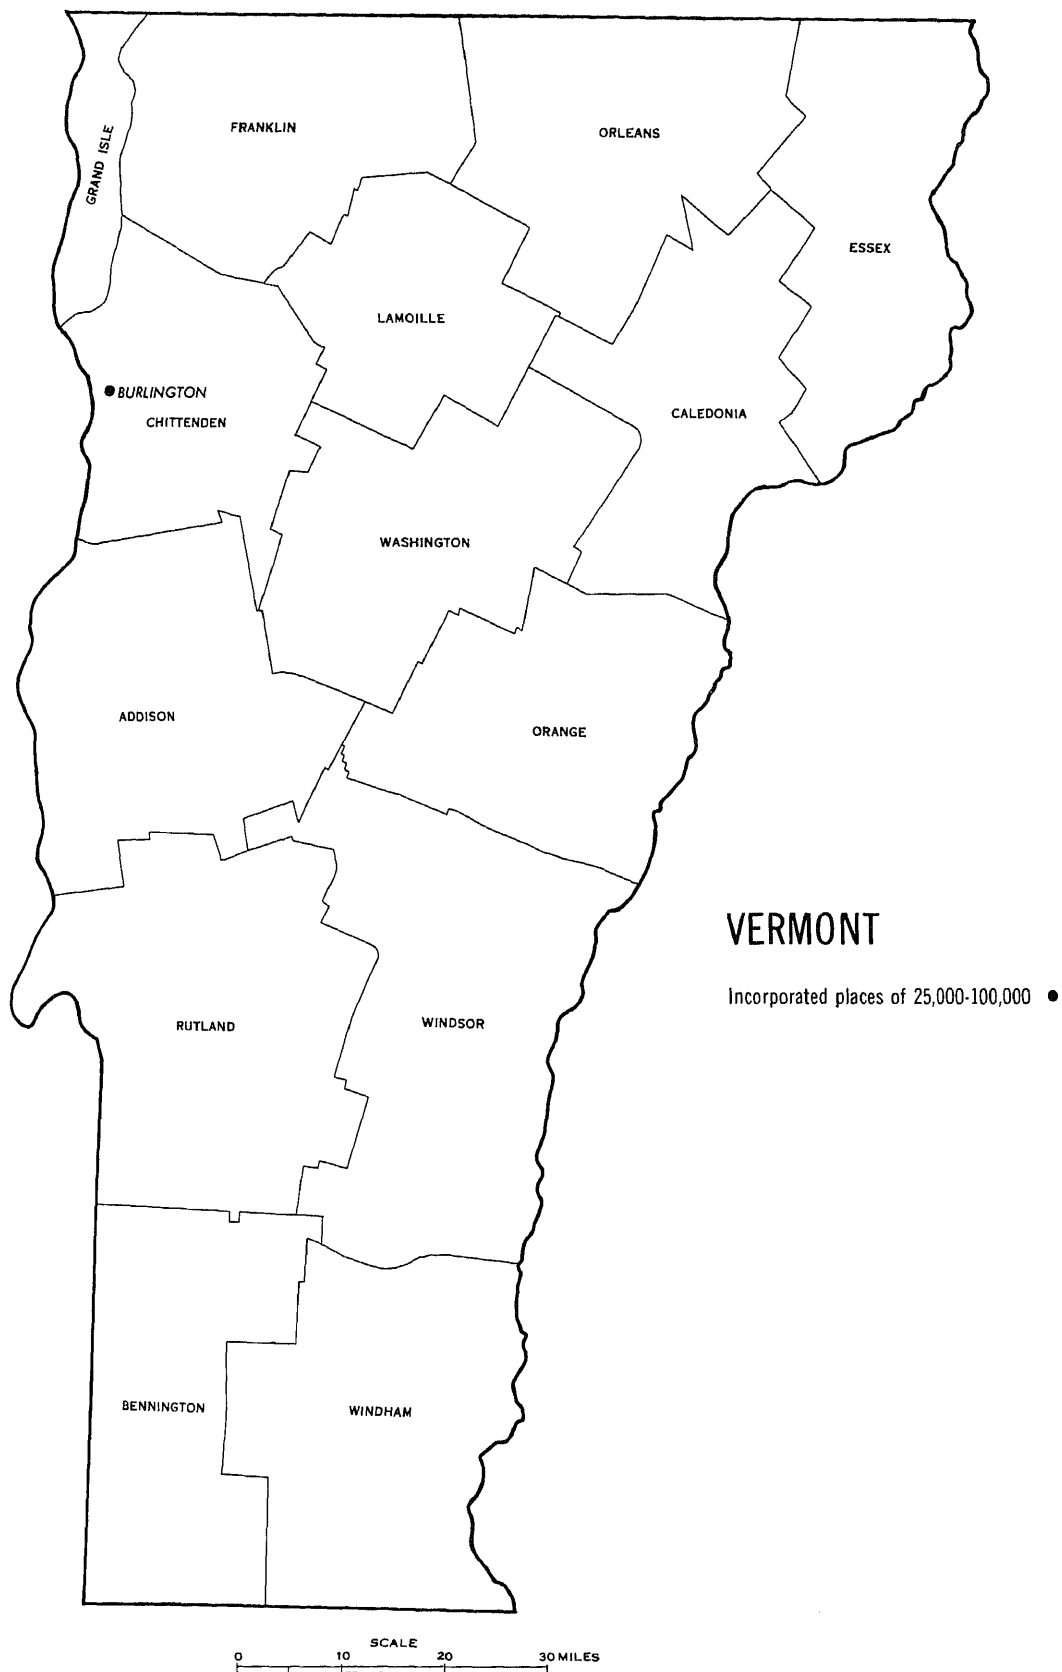 FRANKLIN
ORLEANS
GRAND ISLE
ESSEX
LAMOILLE
BURLINGTON
CHITTENDEN
CALEDONIA
WASHINGTON
ADDISON
ORANGE
VERMONT
Incorporated places of 25,000-100,000
RUTLAND
WINDSOR
BENNINGTON
WINDHAM
SCALE
0 10 20 30 MILES